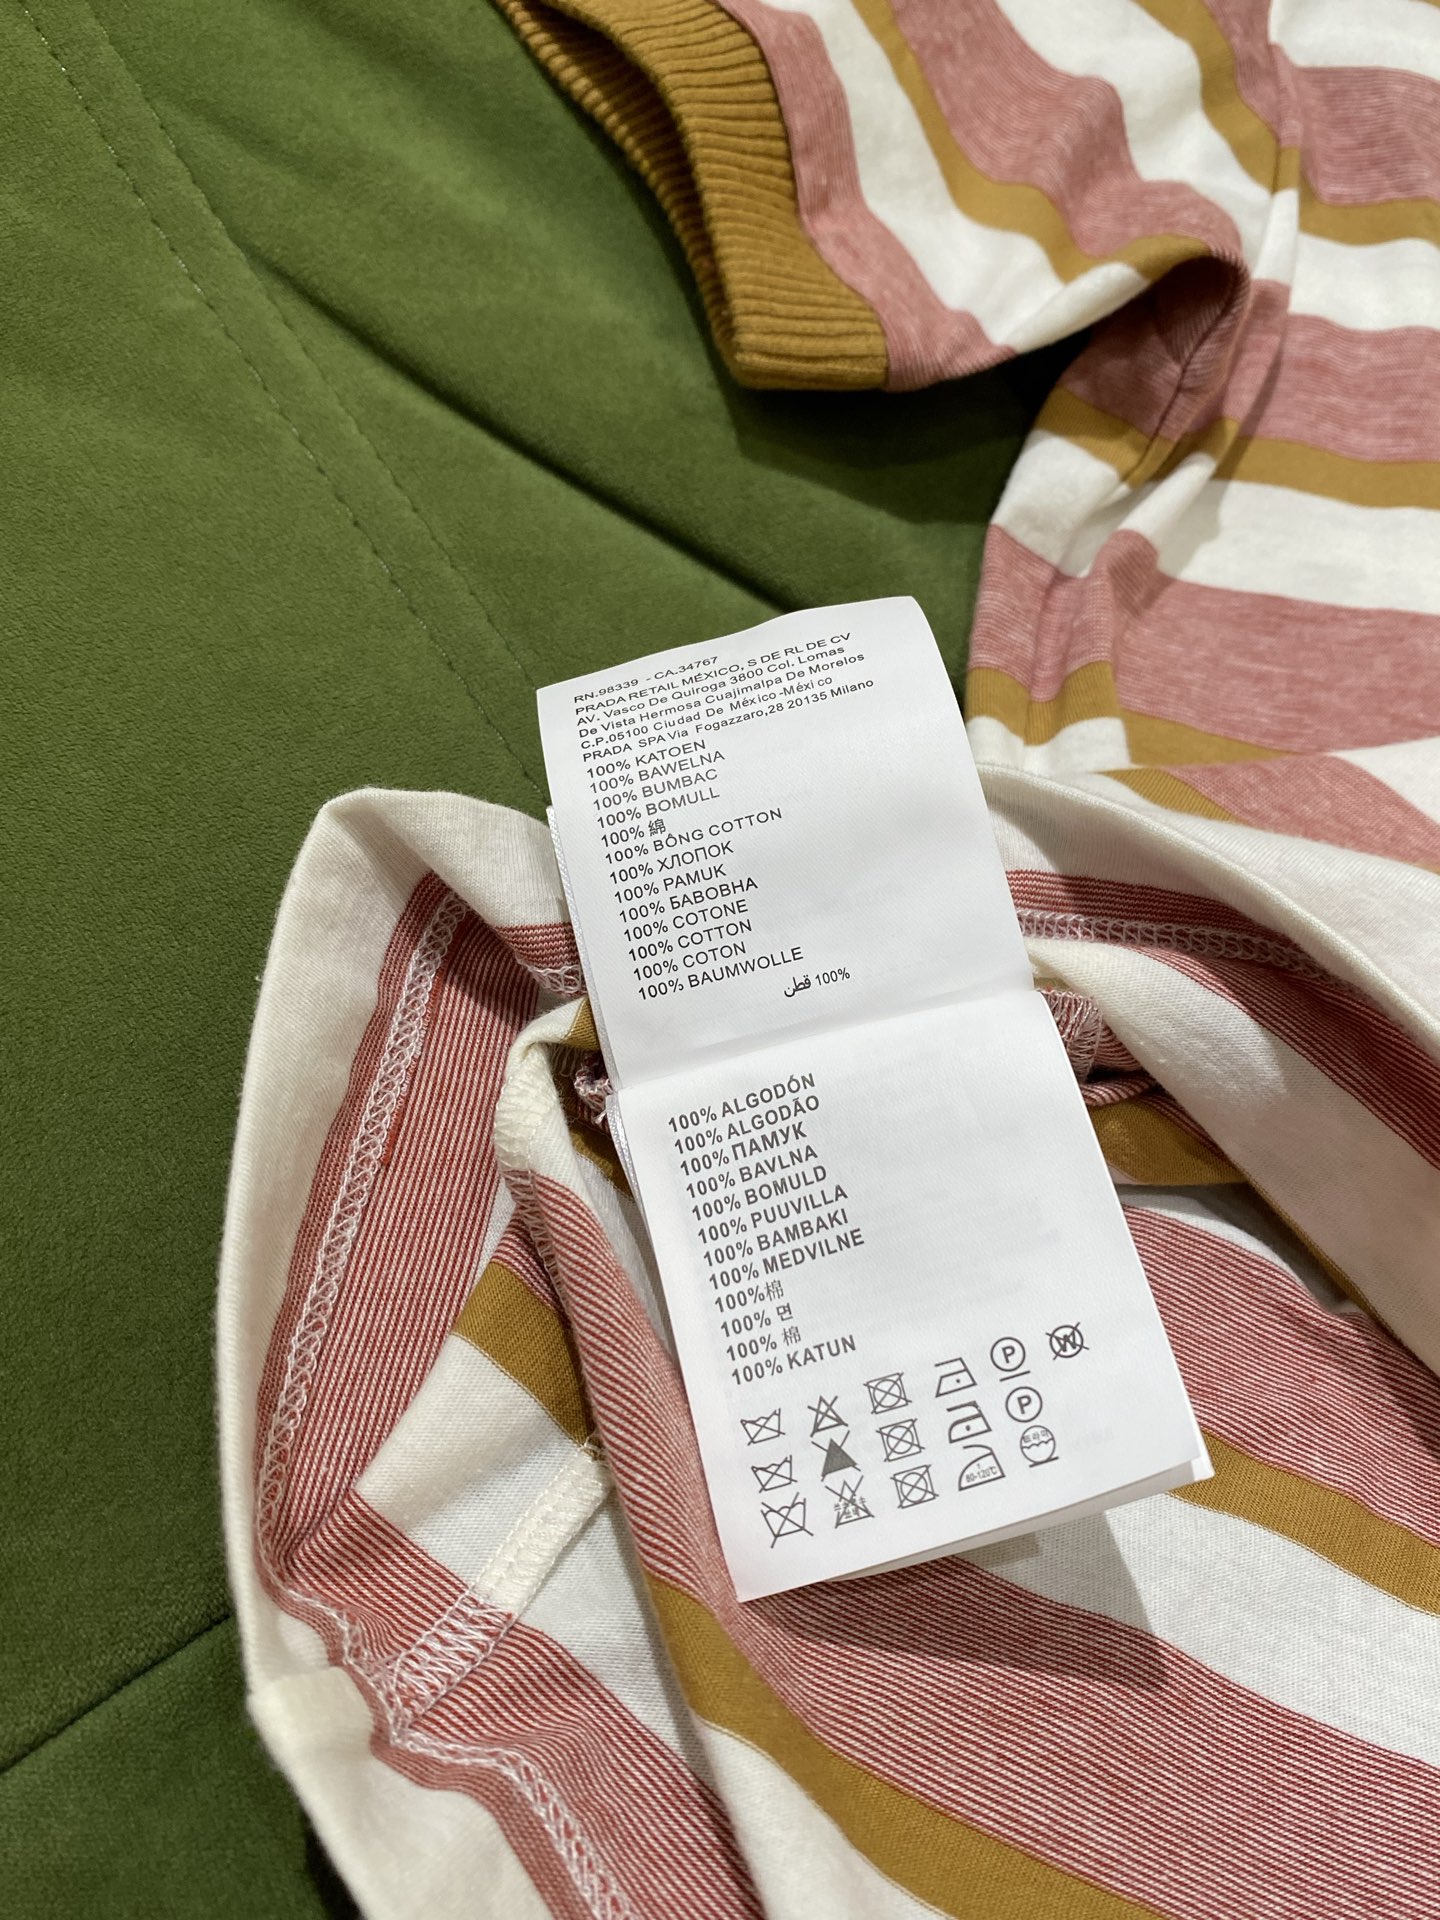 RN.98339 - CA.34767
PRADA RETAIL MÉXICO, S DE RL DE CV
AV. Vasco De Quiroga 3800 Col. Lomas
De Vista Hermosa Cuajimalpa De Morelos
C.P.05100 Ciudad De México-México
PRADA SPA Via Fogazzaro,28 20135 Milano
100% KATOEN
100% BAWELNA
100% BUMBAC
100% BOMULL
100% 綿
100% BÔNG COTTON
100% ХЛОПОК
100% PAMUK
100% БАВОВНА
100% COTONE
100% COTTON
100% COTON
100% BAUMWOLLE
100% قطن
100% ALGODÓN
100% ALGODÃO
100% ПАМУК
100% BAVLNA
100% BOMULD
100% PUUVILLA
100% BAMBAKI
100% MEDVILNE
100%棉
100% 면
100% 棉
100% KATUN
P
W
P
80-120℃
드라이